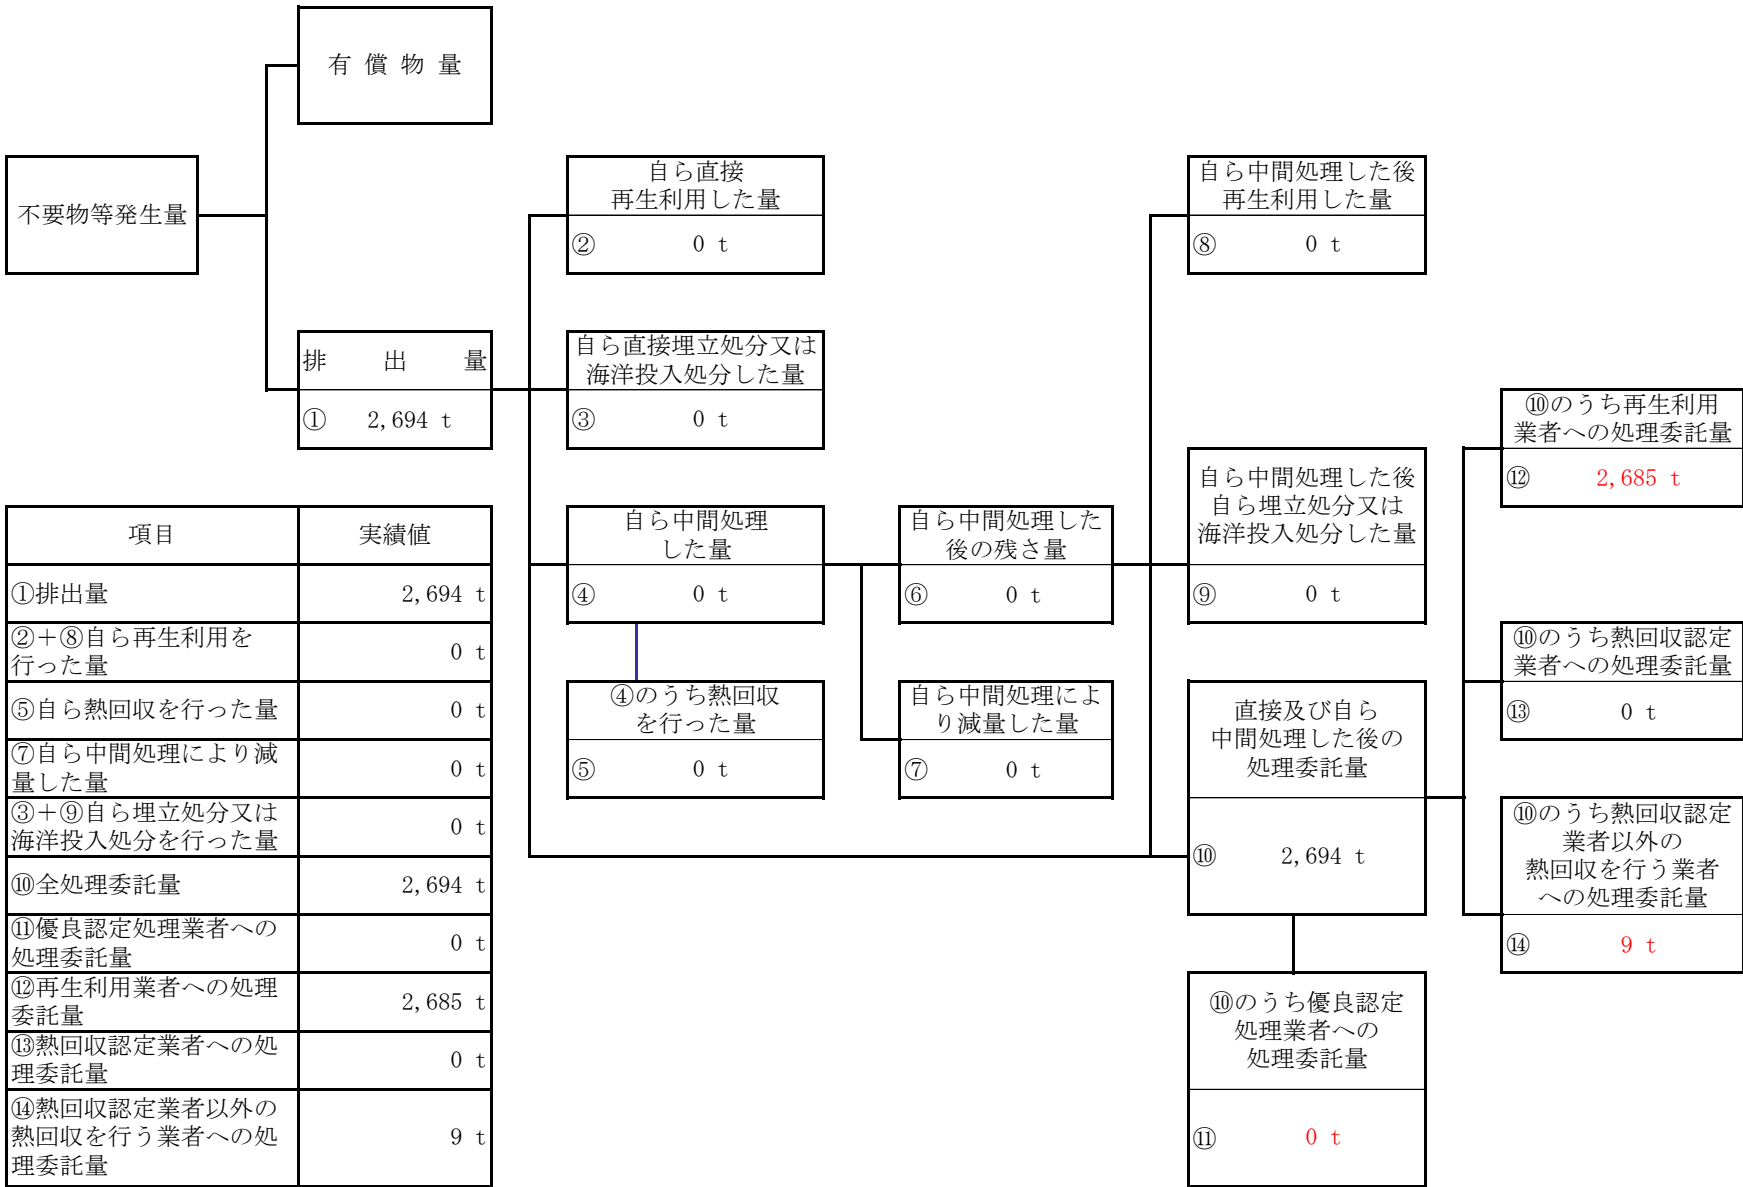 有償物量
不要物等発生量
排出量
① 2,694 t
自ら直接
再生利用した量
② 0 t
自ら直接埋立処分又は
海洋投入処分した量
③ 0 t
自ら中間処理
した量
④ 0 t
④のうち熱回収
を行った量
⑤ 0 t
自ら中間処理した
後の残さ量
⑥ 0 t
自ら中間処理によ
り減量した量
⑦ 0 t
自ら中間処理した後
再生利用した量
⑧ 0 t
自ら中間処理した後
自ら埋立処分又は
海洋投入処分した量
⑨ 0 t
直接及び自ら
中間処理した後の
処理委託量
⑩ 2,694 t
⑩のうち優良認定
処理業者への
処理委託量
⑪ 0 t
⑩のうち再生利用
業者への処理委託量
⑫ 2,685 t
⑩のうち熱回収認定
業者への処理委託量
⑬ 0 t
⑩のうち熱回収認定
業者以外の
熱回収を行う業者
への処理委託量
⑭ 9 t
項目 実績値
①排出量 2,694 t
②＋⑧自ら再生利用を
行った量 0 t
⑤自ら熱回収を行った量 0 t
⑦自ら中間処理により減
量した量 0 t
③＋⑨自ら埋立処分又は
海洋投入処分を行った量 0 t
⑩全処理委託量 2,694 t
⑪優良認定処理業者への
処理委託量 0 t
⑫再生利用業者への処理
委託量 2,685 t
⑬熱回収認定業者への処
理委託量 0 t
⑭熱回収認定業者以外の
熱回収を行う業者への処
理委託量 9 t